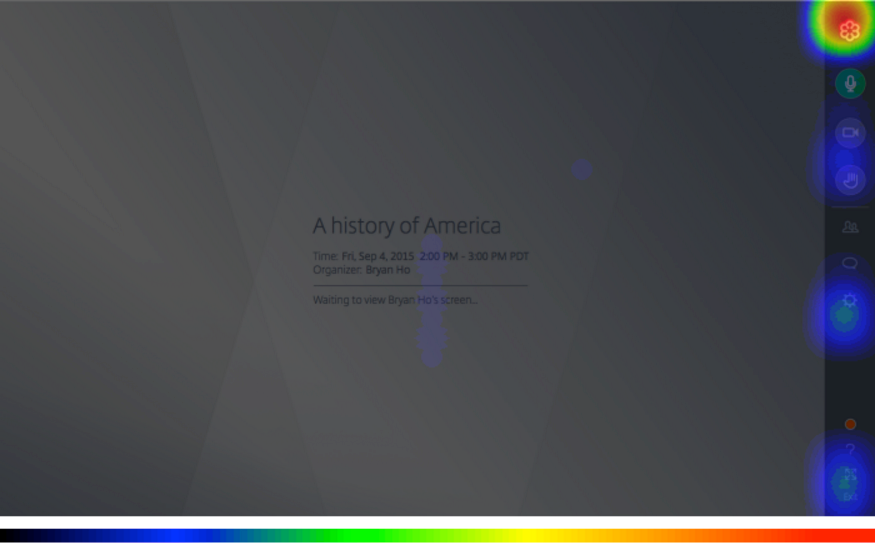 A history of America
Time: Fri, Sep 4, 2015 2:00 PM - 3:00 PM PDT
Organizer: Bryan Ho
Waiting to view Bryan Ho's screen...
?